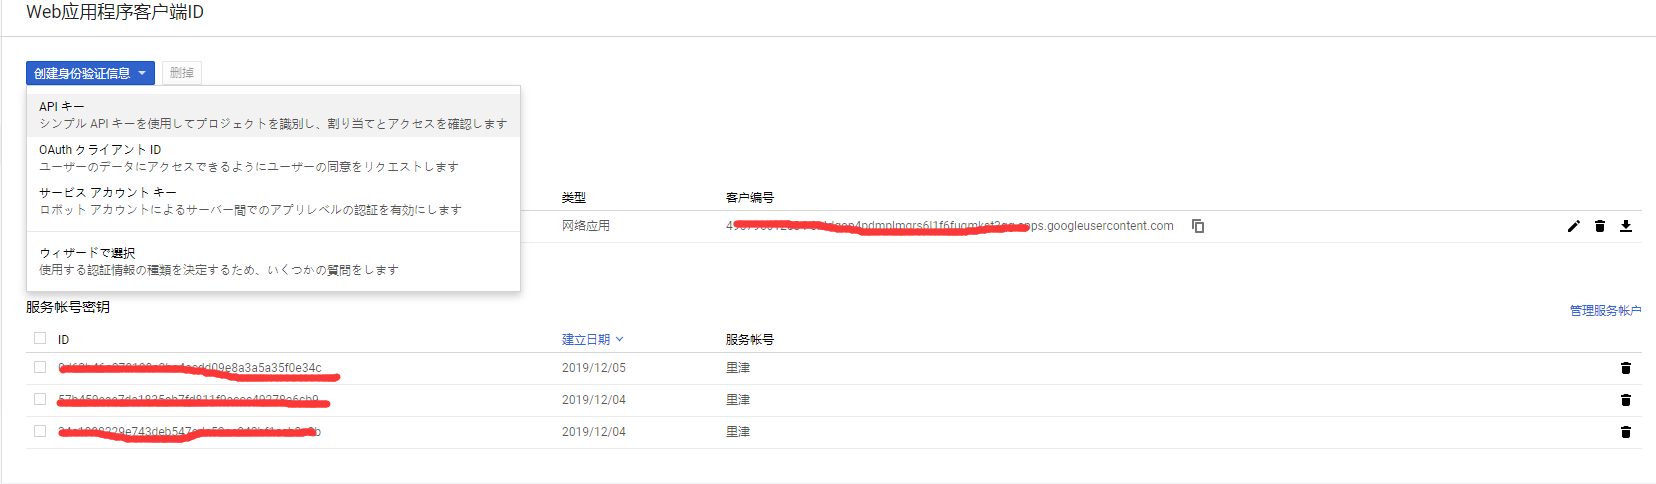 Web应用程序客户端ID
创建身份验证信息
删掉
API キー
シンプル API キーを使用してプロジェクトを識別し、割り当てとアクセスを確認します
OAuth クライアント ID
ユーザーのデータにアクセスできるようにユーザーの同意をリクエストします
サービス アカウント キー
ロボット アカウントによるサーバー間でのアプリレベルの認証を有効にします
ウィザードで選択
使用する認証情報の種類を決定するため、いくつかの質問をします
类型
客户编号
网络应用
apps.googleusercontent.com
服务帐号密钥
管理服务帐户
ID
建立日期
服务帐号
2019/12/05
里津
2019/12/04
里津
2019/12/04
里津